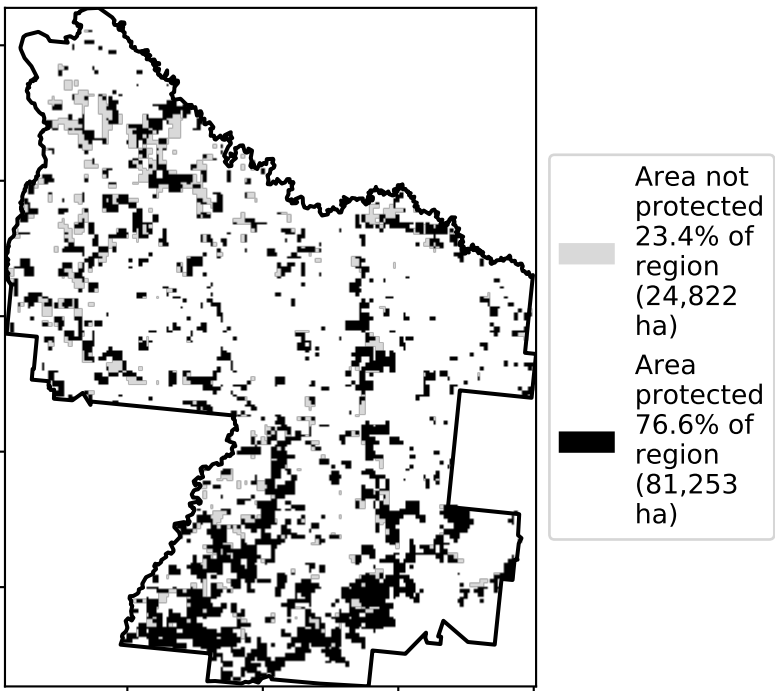 Area not
protected
23.4% of
region
(24,822
ha)
Area
protected
76.6% of
region
(81,253
ha)